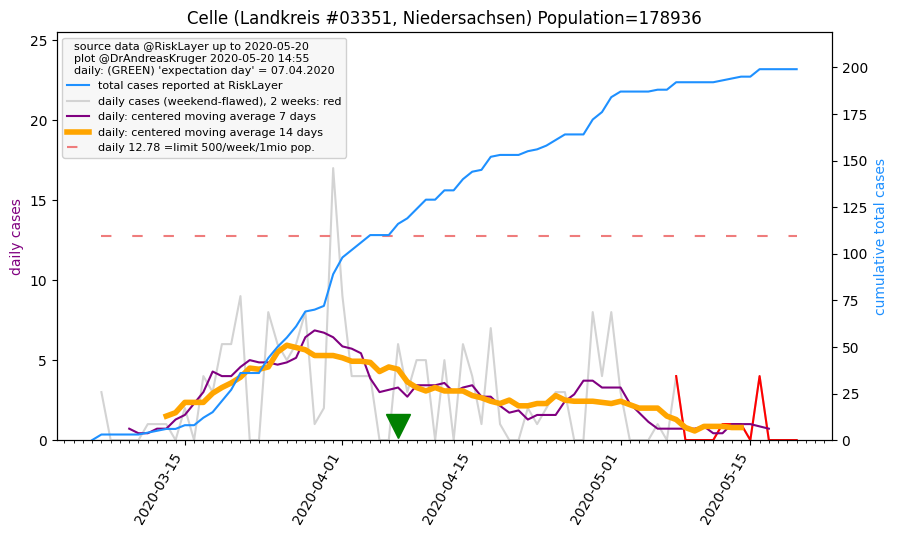 Celle (Landkreis #03351, Niedersachsen) Population=178936
source data @RiskLayer up to 2020-05-20
plot @DrAndreasKruger 2020-05-20 14:55
daily: (GREEN) 'expectation day' = 07.04.2020
total cases reported at RiskLayer
daily cases (weekend-flawed), 2 weeks: red
daily: centered moving average 7 days
daily: centered moving average 14 days
daily 12.78 =limit 500/week/1mio pop.
daily cases
25
20
15
10
5
0
cumulative total cases
200
175
150
125
100
75
50
25
0
2020-03-15
2020-04-01
2020-04-15
2020-05-01
2020-05-15